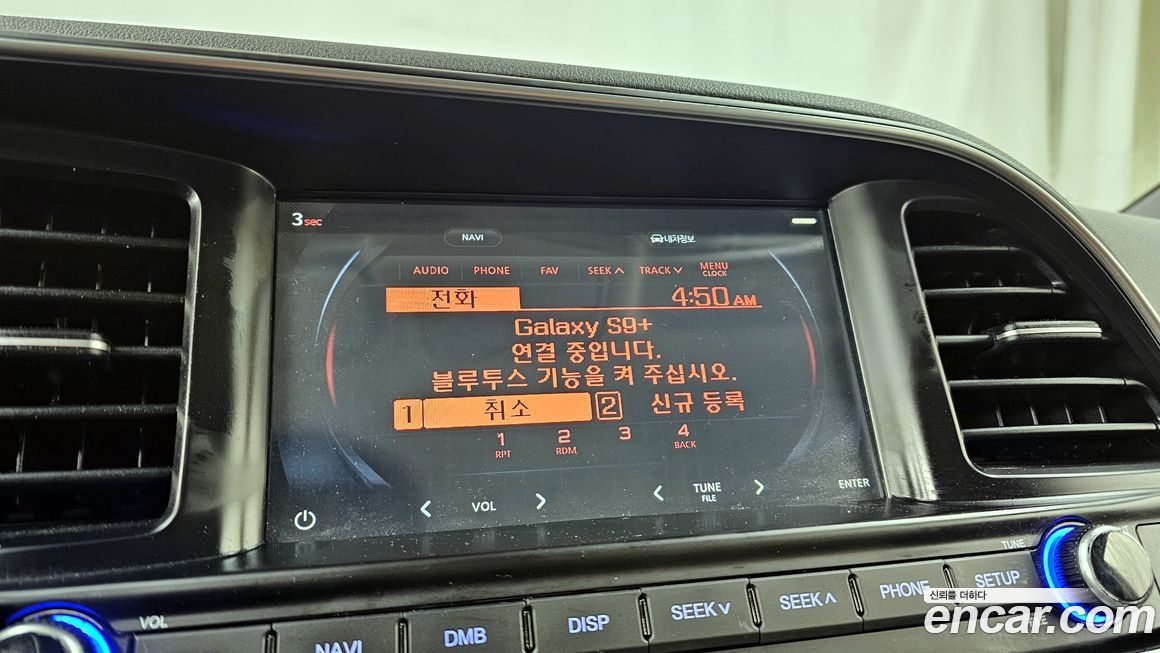 3 sec
NAVI
내차정보
AUDIO PHONE FAV SEEK TRACK MENU CLOCK
전화 4:50 AM
Galaxy S9+
연결 중입니다.
블루투스 기능을 켜 주십시오.
1 취소 2 신규 등록
1 RPT 2 RDM 3 4 BACK
VOL TUNE FILE ENTER
VOL TUNE
NAVI DMB DISP SEEK SEEK PHONE SETUP
신뢰를 더하다
encar.com